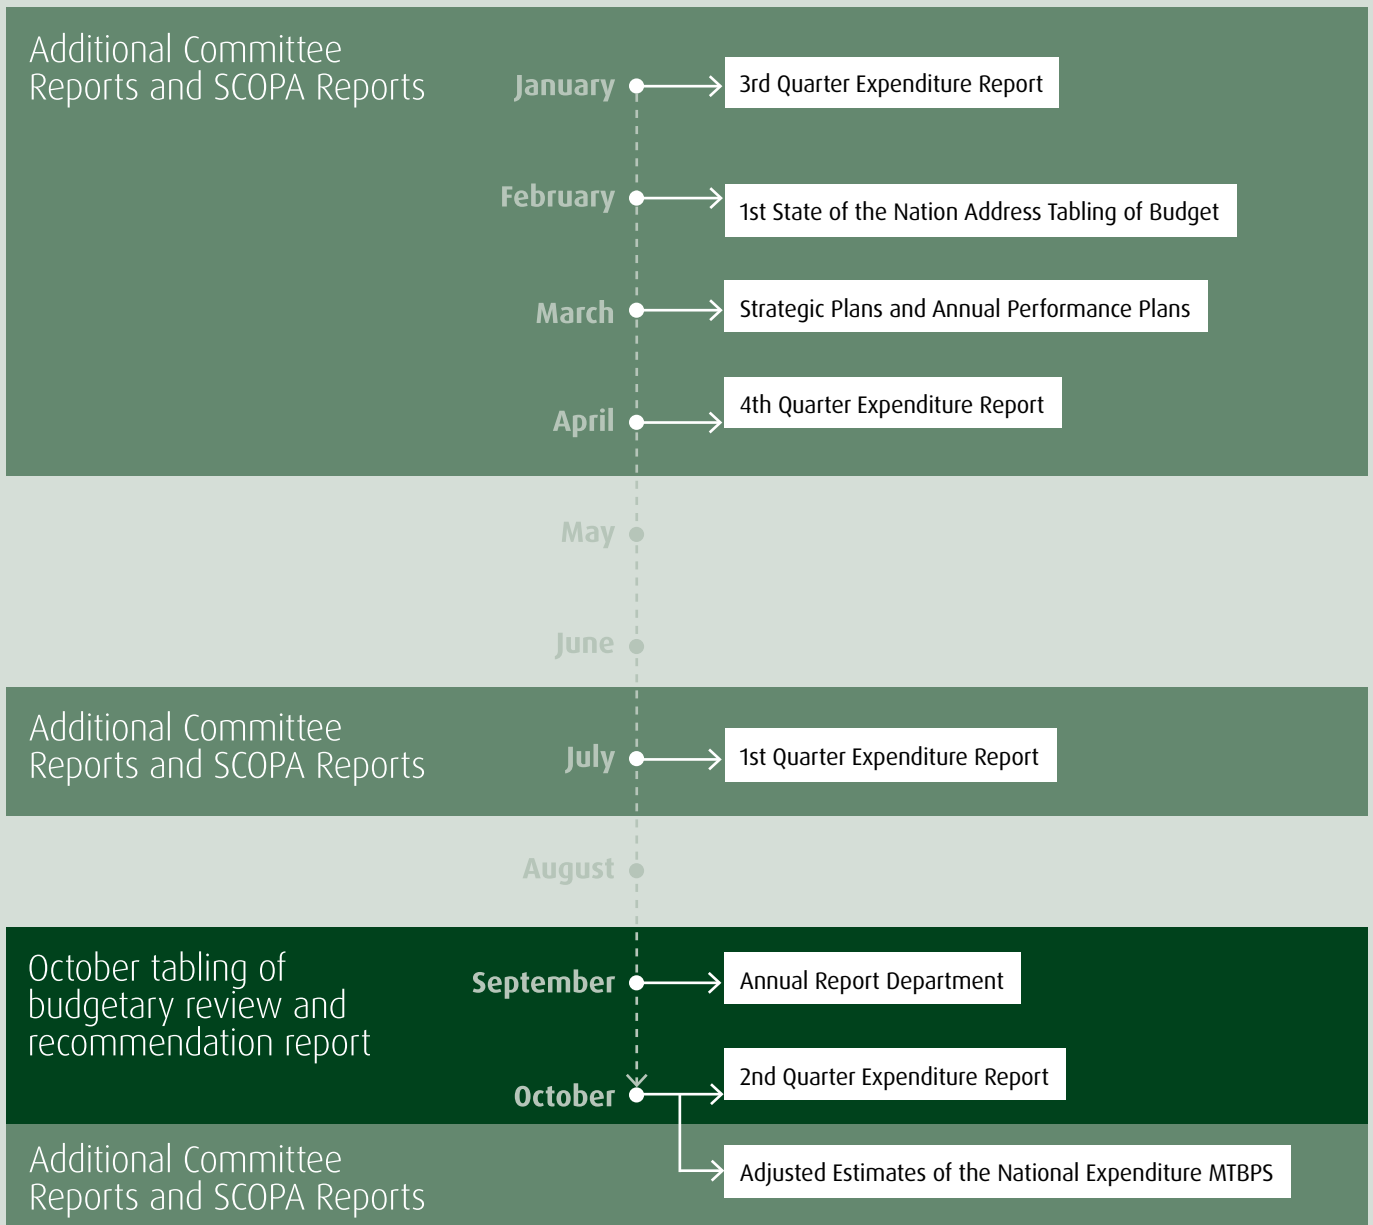 Additional Committee
Reports and SCOPA Reports
January
3rd Quarter Expenditure Report
February
1st State of the Nation Address Tabling of Budget
March
Strategic Plans and Annual Performance Plans
April
4th Quarter Expenditure Report
May
June
Additional Committee
Reports and SCOPA Reports
July
1st Quarter Expenditure Report
August
October tabling of
budgetary review and
recommendation report
September
Annual Report Department
October
2nd Quarter Expenditure Report
Additional Committee
Reports and SCOPA Reports
Adjusted Estimates of the National Expenditure MTBPS